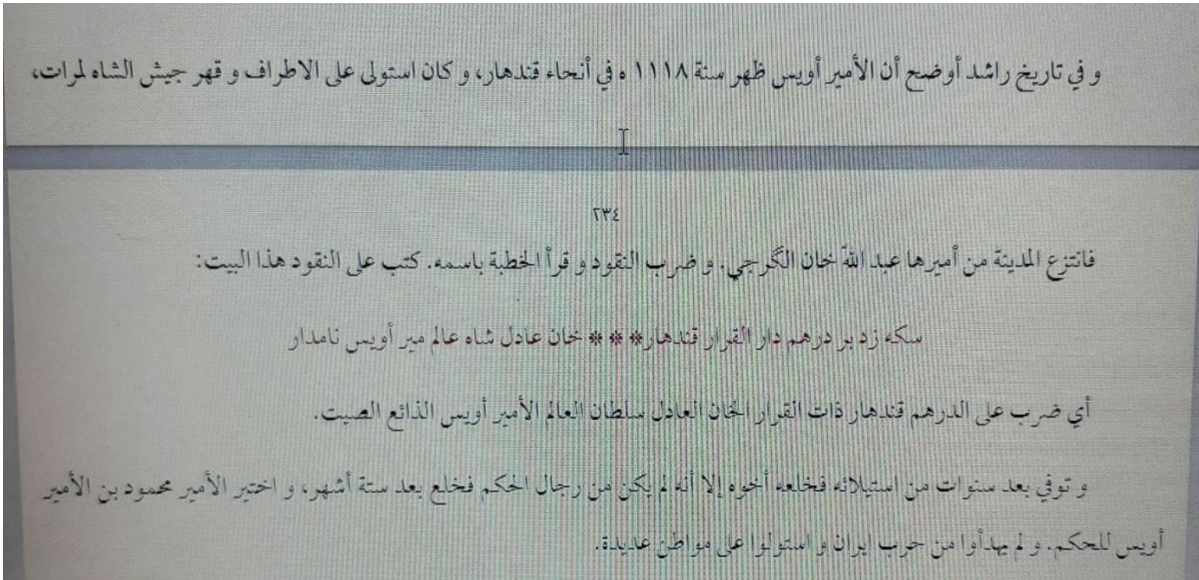 و في تاريخ راشد أوضح أن الأمير أويس ظهر سنة ١١١٨ ه في أنحاء قندهار، و كان استولى على الاطراف و قهر جيش الشاه لمرات،
٢٣٤
فانتزع المدينة من أميرها عبد اللّه خان الگرجي. و ضرب النقود و قرأ الخطبة باسمه. كتب على النقود هذا البيت:
سكه زد بر درهم دار القرار قندهار*** خان عادل شاه عالم مير أويس نامدار
أي ضرب على الدرهم قندهار ذات القرار الخان العادل سلطان العالم الأمير أويس الذائع الصيت.
و توفي بعد سنوات من استيلائه فخلعه أخوه إلا أنه لم يكن من رجال الحكم فخلع بعد ستة أشهر، و اختير الأمير محمود بن الأمير
أويس للحكم. و لم يهدأوا من حرب ايران و استولوا على مواطن عديدة.